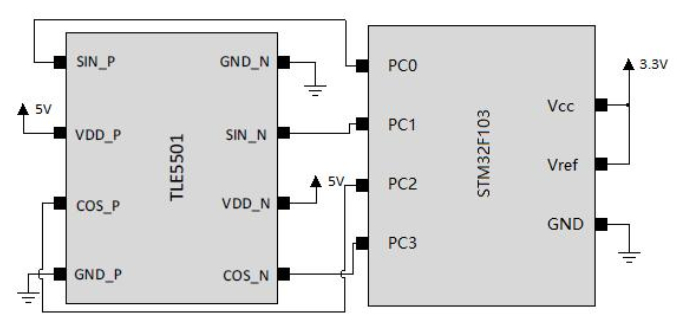 SIN_P
GND_N
5V
VDD_P
SIN_N
COS_P
VDD_N
5V
GND_P
COS_N
TLE5501
PC0
PC1
PC2
PC3
STM32F103
Vcc
Vref
GND
3.3V